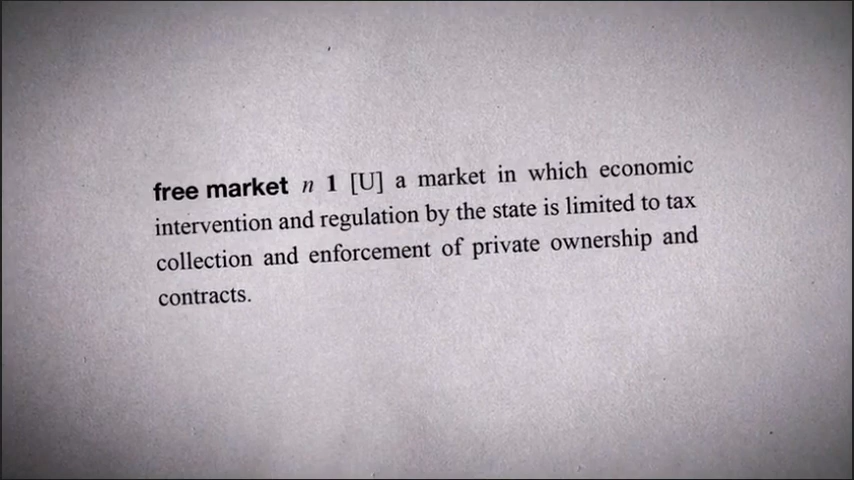 free market n 1 [U] a market in which economic
intervention and regulation by the state is limited to tax
collection and enforcement of private ownership and
contracts.